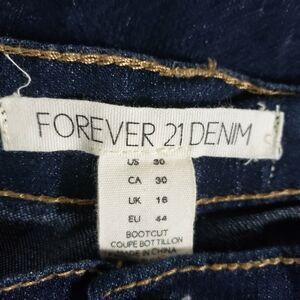 FOREVER 21 DENIM
US 30
CA 30
UK 16
EU 44
BOOTCUT
COUPE BOTTILLON
MADE IN CHINA